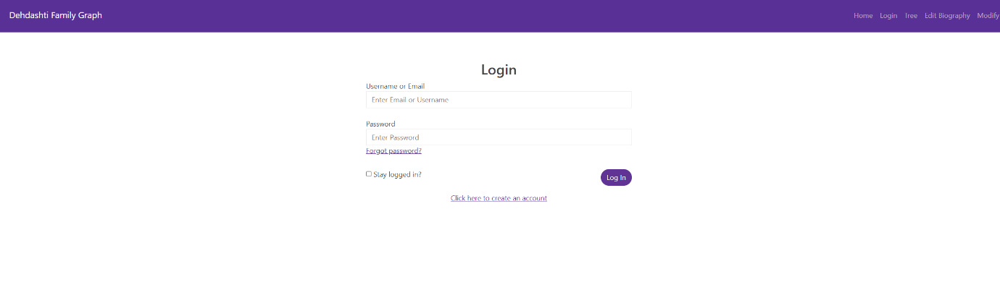 Dehdashti Family Graph
Home Login Tree Edit Biography Modify
Login
Username or Email
Enter Email or Username
Password
Enter Password
Forgot password?
Stay logged in? Log In
Click here to create an account